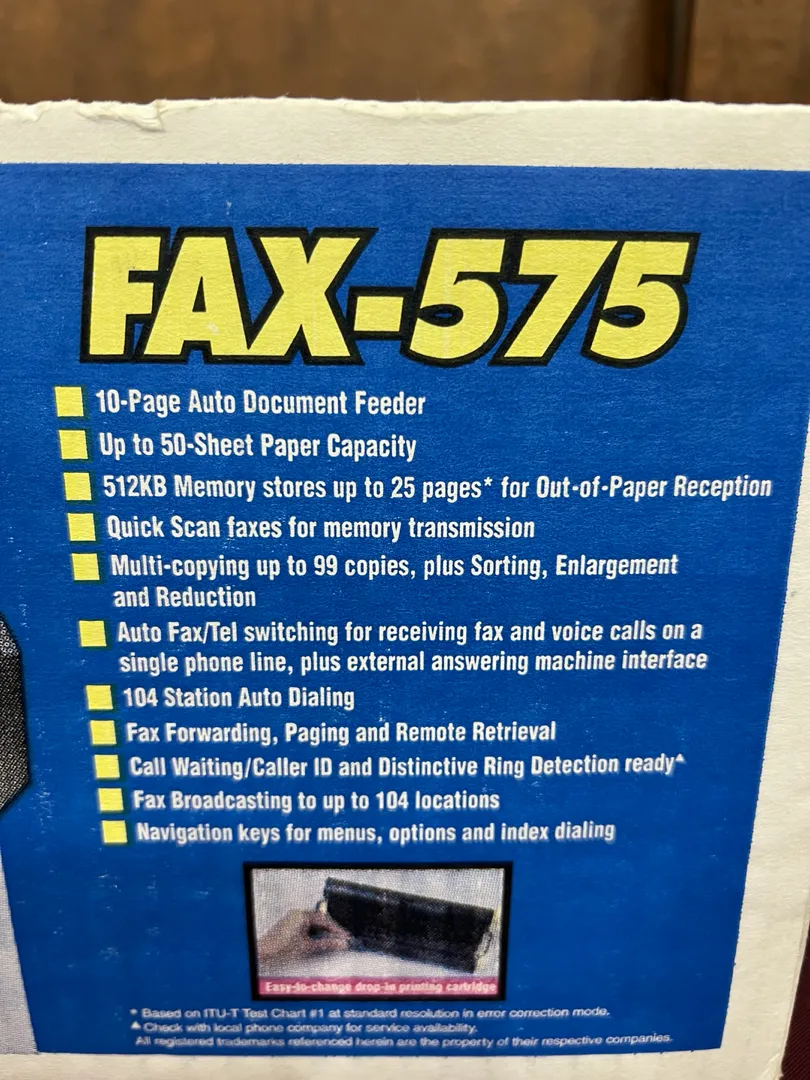 FAX-575
10-Page Auto Document Feeder
Up to 50-Sheet Paper Capacity
512KB Memory stores up to 25 pages* for Out-of-Paper Reception
Quick Scan faxes for memory transmission
Multi-copying up to 99 copies, plus Sorting, Enlargement
and Reduction
Auto Fax/Tel switching for receiving fax and voice calls on a
single phone line, plus external answering machine interface
104 Station Auto Dialing
Fax Forwarding, Paging and Remote Retrieval
Call Waiting/Caller ID and Distinctive Ring Detection ready▲
Fax Broadcasting to up to 104 locations
Navigation keys for menus, options and index dialing
Easy-to-change drop-in printing cartridge
* Based on ITU-T Test Chart #1 at standard resolution in error correction mode.
▲ Check with local phone company for service availability.
All registered trademarks referenced herein are the property of their respective companies.